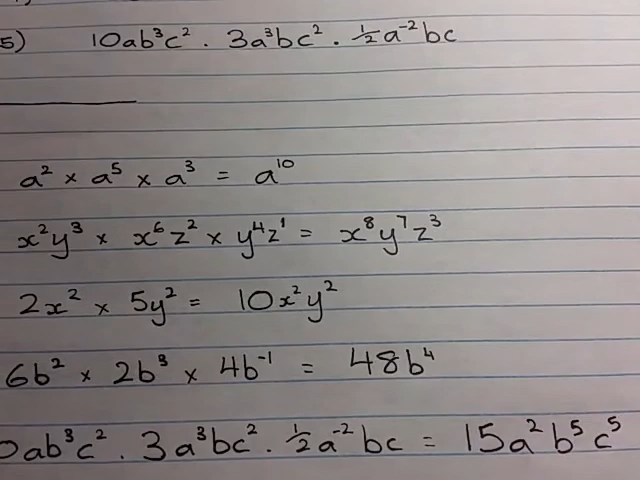 5) 10ab³c² · 3a³bc² · ½a⁻²bc
a² × a⁵ × a³ = a¹⁰
x²y³ × x⁶z² × y⁴z¹ = x⁸y⁷z³
2x² × 5y² = 10x²y²
6b² × 2b³ × 4b⁻¹ = 48b⁴
0ab³c² · 3a³bc² · ½a⁻²bc = 15a²b⁵c⁵